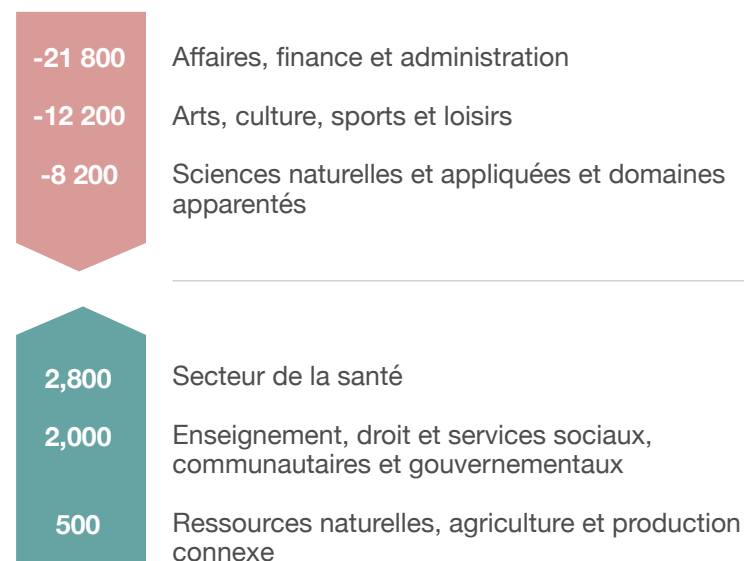 -21 800 Affaires, finance et administration
-12 200 Arts, culture, sports et loisirs
-8 200 Sciences naturelles et appliquées et domaines
apparentés
2,800 Secteur de la santé
2,000 Enseignement, droit et services sociaux,
communautaires et gouvernementaux
500 Ressources naturelles, agriculture et production
connexe